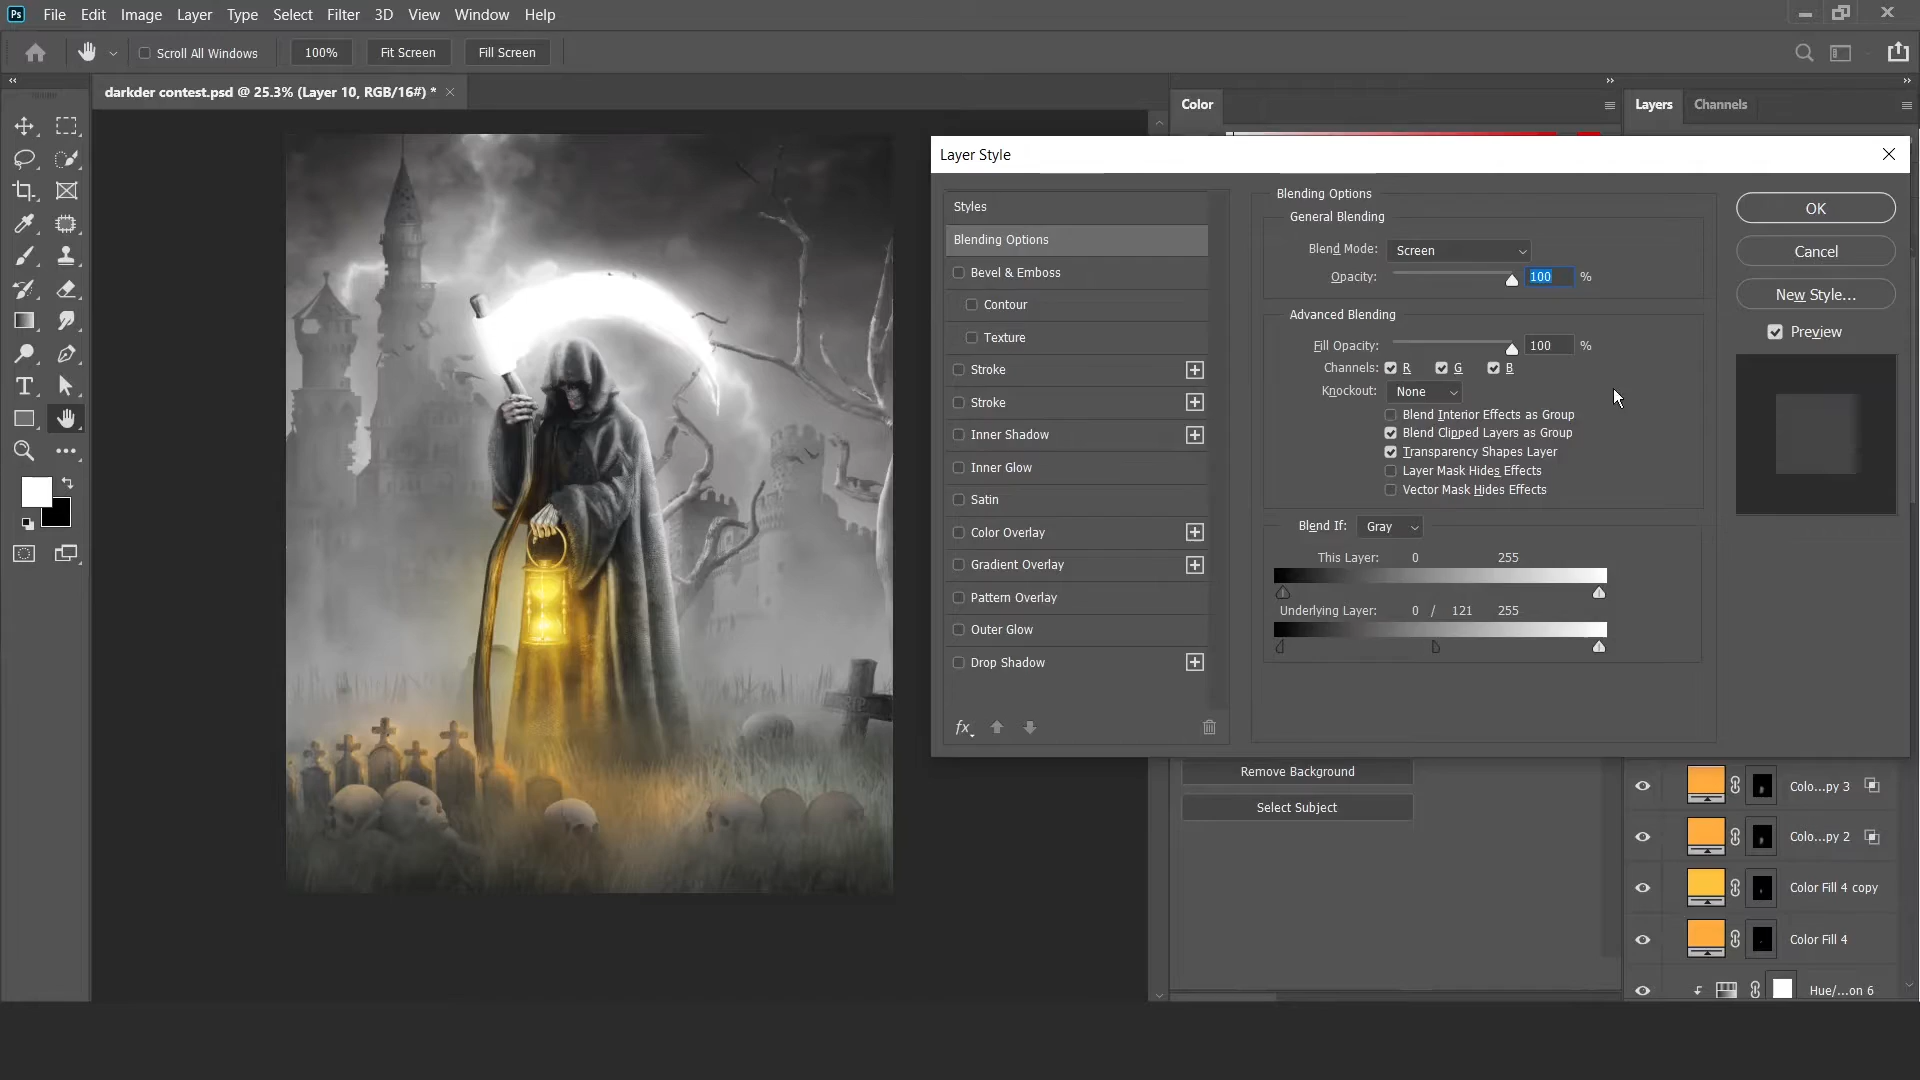 Ps File Edit Image Layer Type Select Filter 3D View Window Help
Scroll All Windows 100% Fit Screen Fill Screen
darkder contest.psd @ 25.3% (Layer 10, RGB/16#) *
Color
Layers Channels
Layer Style
Styles
Blending Options
Bevel & Emboss
Contour
Texture
Stroke
Stroke
Inner Shadow
Inner Glow
Satin
Color Overlay
Gradient Overlay
Pattern Overlay
Outer Glow
Drop Shadow
fx
Blending Options
General Blending
Blend Mode: Screen
Opacity: 100 %
Advanced Blending
Fill Opacity: 100 %
Channels: R G B
Knockout: None
Blend Interior Effects as Group
Blend Clipped Layers as Group
Transparency Shapes Layer
Layer Mask Hides Effects
Vector Mask Hides Effects
Blend If: Gray
This Layer: 0 255
Underlying Layer: 0 / 121 255
OK
Cancel
New Style...
Preview
RIP
Remove Background
Select Subject
Colo...py 3
Colo...py 2
Color Fill 4 copy
Color Fill 4
Hue/...on 6